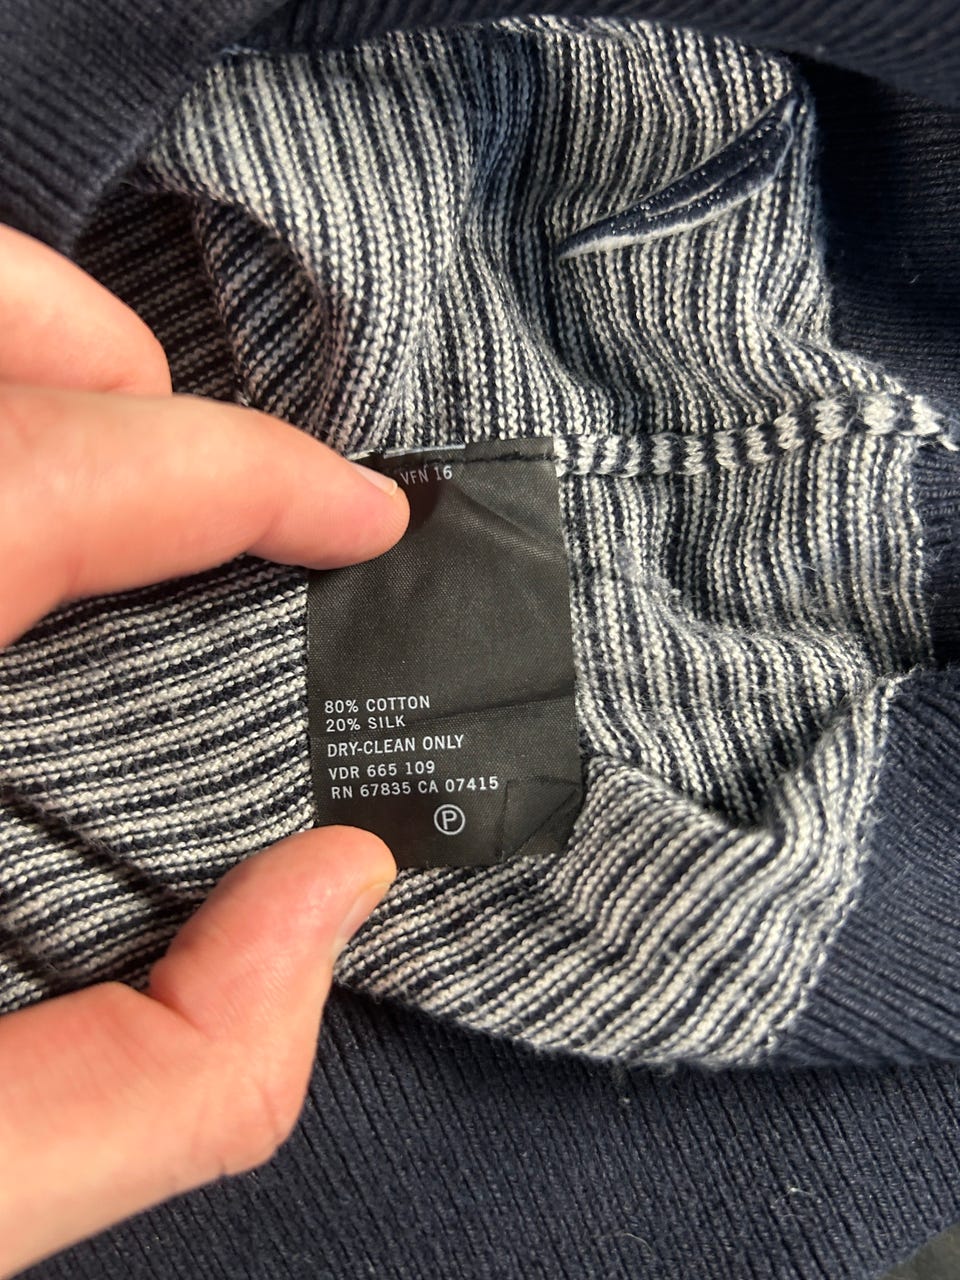 VFN 16
80% COTTON
20% SILK
DRY-CLEAN ONLY
VDR 665 109
RN 67835 CA 07415
P